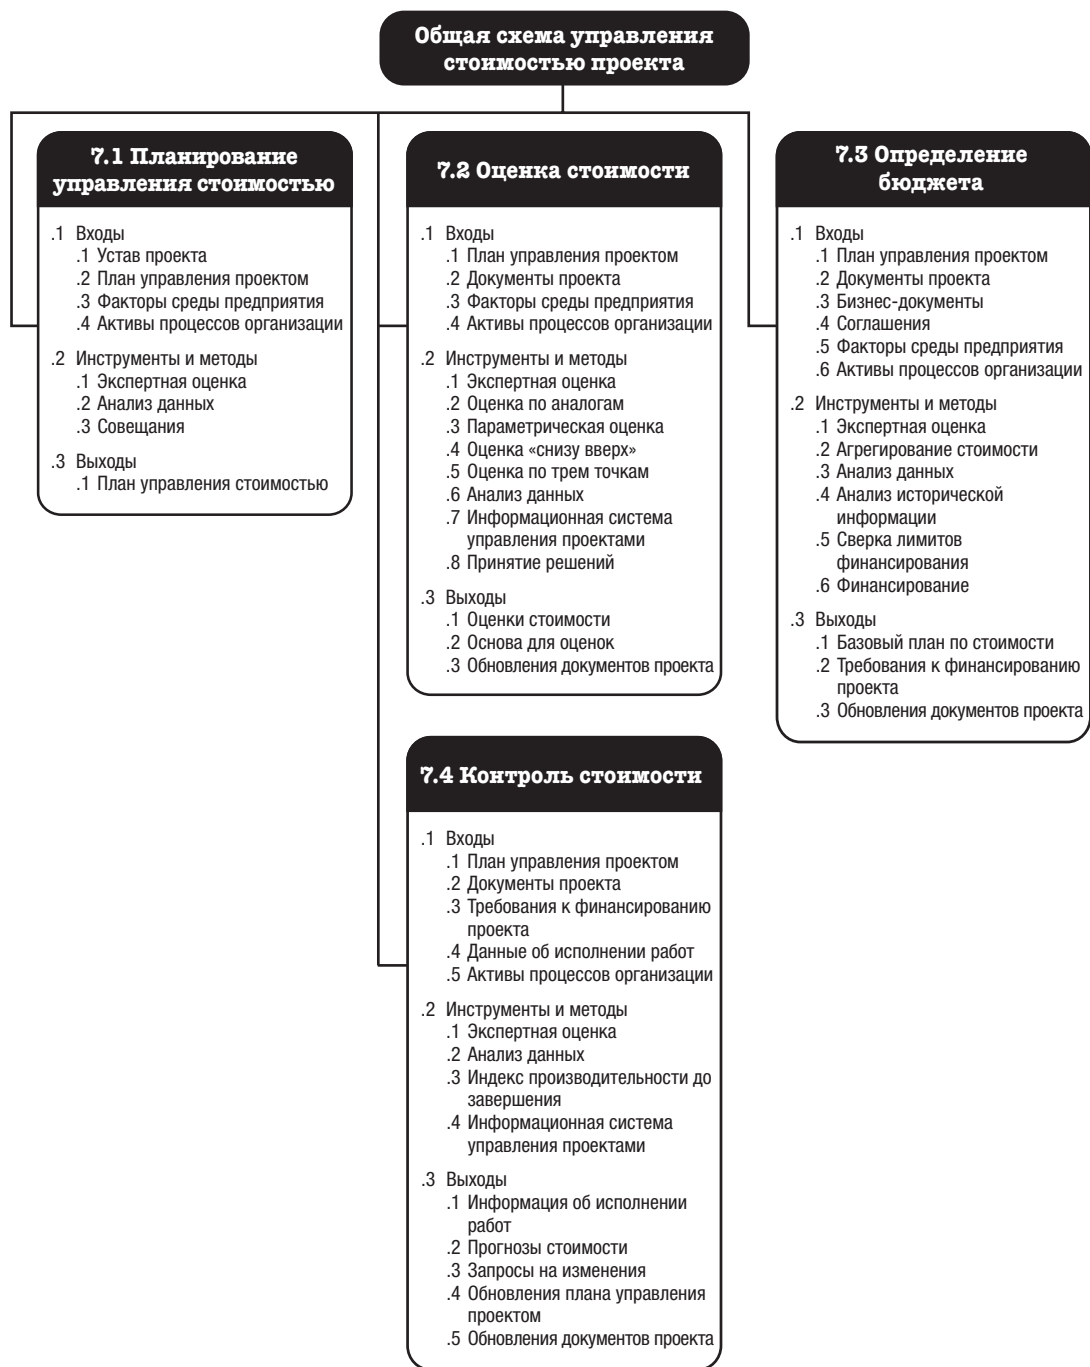 Общая схема управления
стоимостью проекта
7.1 Планирование
управления стоимостью
.1 Входы
.1 Устав проекта
.2 План управления проектом
.3 Факторы среды предприятия
.4 Активы процессов организации
.2 Инструменты и методы
.1 Экспертная оценка
.2 Анализ данных
.3 Совещания
.3 Выходы
.1 План управления стоимостью
7.2 Оценка стоимости
.1 Входы
.1 План управления проектом
.2 Документы проекта
.3 Факторы среды предприятия
.4 Активы процессов организации
.2 Инструменты и методы
.1 Экспертная оценка
.2 Оценка по аналогам
.3 Параметрическая оценка
.4 Оценка «снизу вверх»
.5 Оценка по трем точкам
.6 Анализ данных
.7 Информационная система
управления проектами
.8 Принятие решений
.3 Выходы
.1 Оценки стоимости
.2 Основа для оценок
.3 Обновления документов проекта
7.3 Определение
бюджета
.1 Входы
.1 План управления проектом
.2 Документы проекта
.3 Бизнес-документы
.4 Соглашения
.5 Факторы среды предприятия
.6 Активы процессов организации
.2 Инструменты и методы
.1 Экспертная оценка
.2 Агрегирование стоимости
.3 Анализ данных
.4 Анализ исторической
информации
.5 Сверка лимитов
финансирования
.6 Финансирование
.3 Выходы
.1 Базовый план по стоимости
.2 Требования к финансированию
проекта
.3 Обновления документов проекта
7.4 Контроль стоимости
.1 Входы
.1 План управления проектом
.2 Документы проекта
.3 Требования к финансированию
проекта
.4 Данные об исполнении работ
.5 Активы процессов организации
.2 Инструменты и методы
.1 Экспертная оценка
.2 Анализ данных
.3 Индекс производительности до
завершения
.4 Информационная система
управления проектами
.3 Выходы
.1 Информация об исполнении
работ
.2 Прогнозы стоимости
.3 Запросы на изменения
.4 Обновления плана управления
проектом
.5 Обновления документов проекта